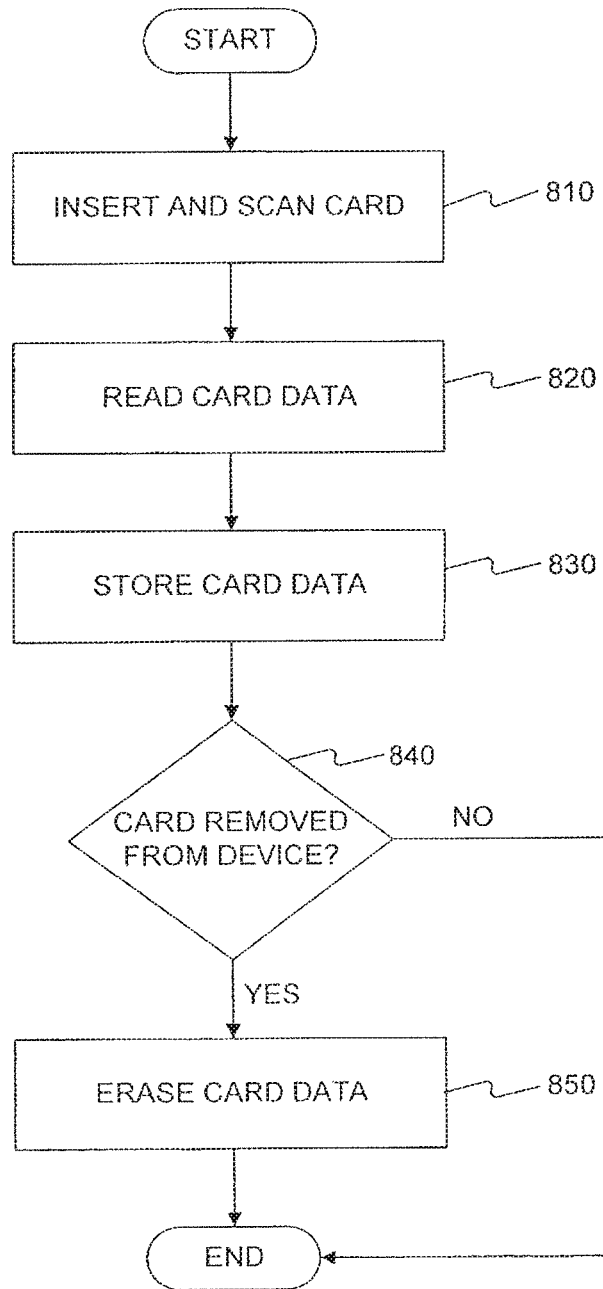 START
INSERT AND SCAN CARD
810
READ CARD DATA
820
STORE CARD DATA
830
840
CARD REMOVED
FROM DEVICE?
NO
YES
ERASE CARD DATA
850
END